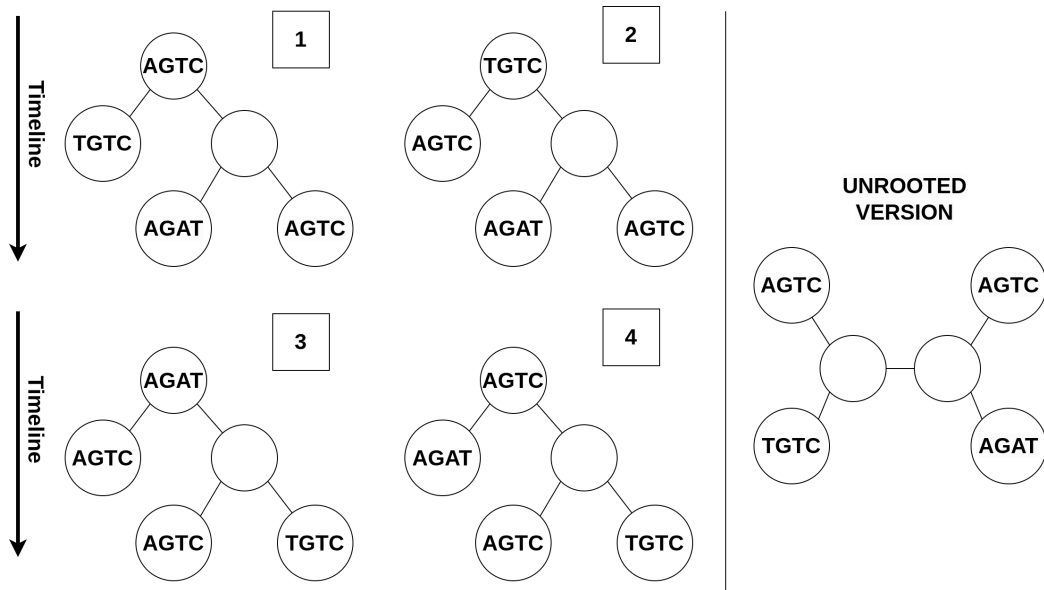 Timeline
1
AGTC
TGTC
AGAT
AGTC
2
TGTC
AGTC
AGAT
AGTC
Timeline
3
AGAT
AGTC
AGTC
TGTC
4
AGTC
AGAT
AGTC
TGTC
UNROOTED
VERSION
AGTC
AGTC
TGTC
AGAT